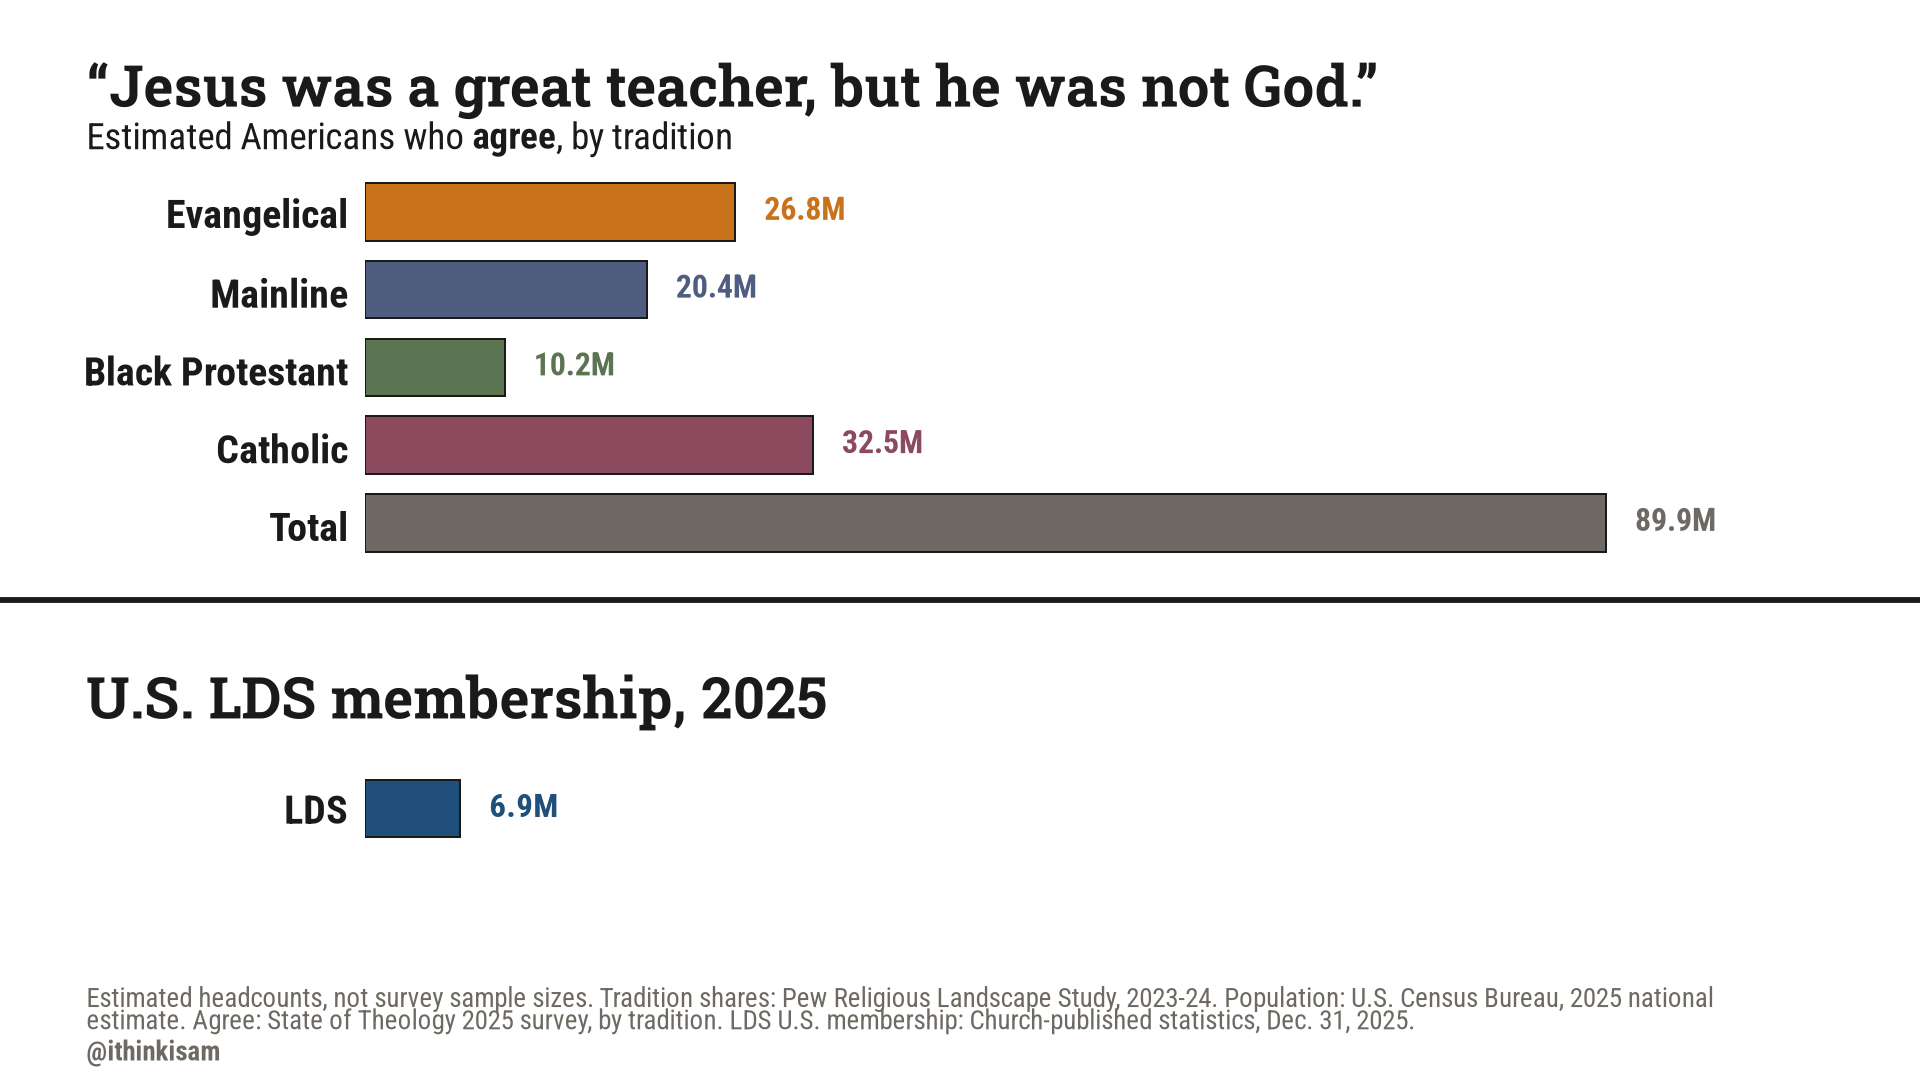 “Jesus was a great teacher, but he was not God.”
Estimated Americans who agree, by tradition
Evangelical 26.8M
Mainline 20.4M
Black Protestant 10.2M
Catholic 32.5M
Total 89.9M
U.S. LDS membership, 2025
LDS 6.9M
Estimated headcounts, not survey sample sizes. Tradition shares: Pew Religious Landscape Study, 2023-24. Population: U.S. Census Bureau, 2025 national
estimate. Agree: State of Theology 2025 survey, by tradition. LDS U.S. membership: Church-published statistics, Dec. 31, 2025.
@ithinkisam